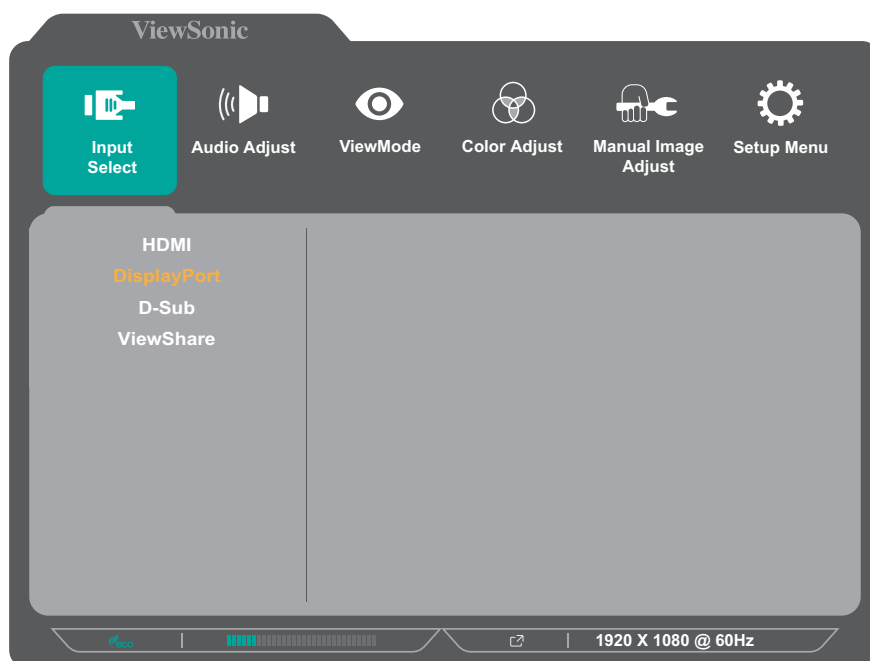 ViewSonic
Input
Select
Audio Adjust
ViewMode
Color Adjust
Manual Image
Adjust
Setup Menu
HDMI
DisplayPort
D-Sub
ViewShare
eco
1920 X 1080 @ 60Hz